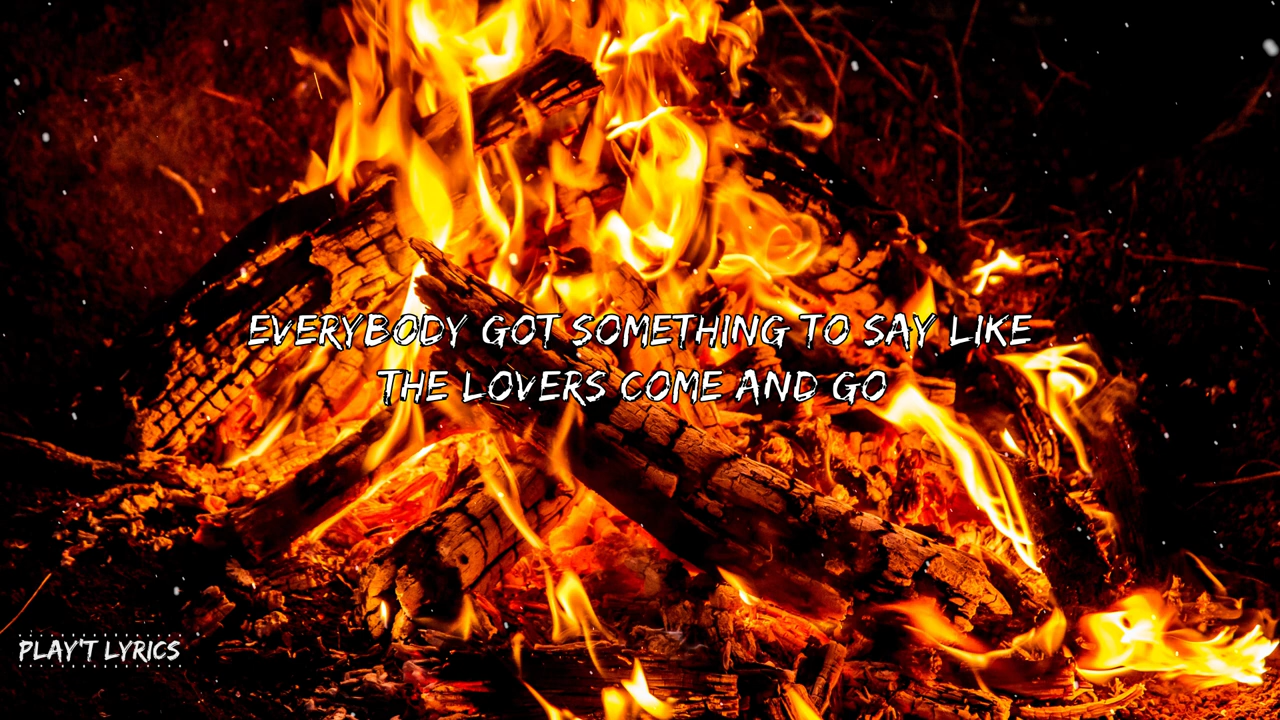 EVERYBODY GOT SOMETHING TO SAY LIKE
THE LOVERS COME AND GO
PLAY'T LYRICS